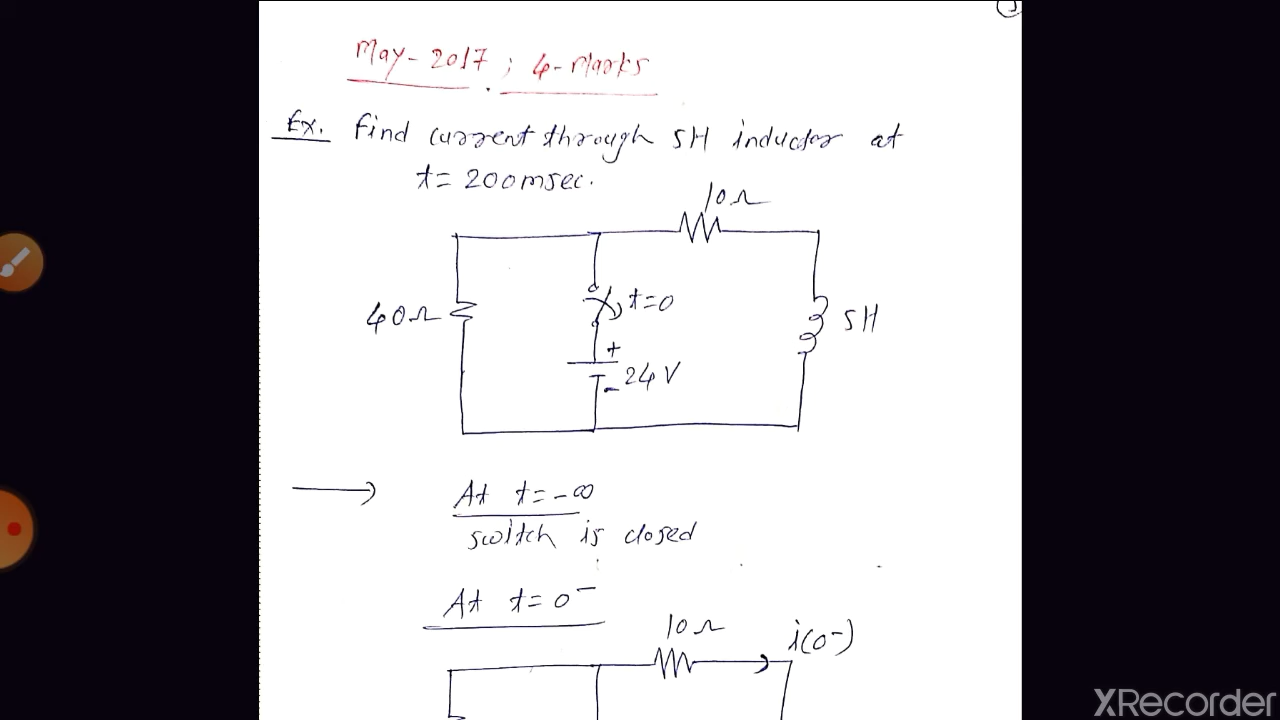 May-2017; 4-Marks
Ex. Find current through 5H inductor at
t = 200msec.
10Ω
40Ω
t=0
5H
+
- 24V
At t=-∞
switch is closed
At t=0⁻
10Ω
i(0-)
XRecorder